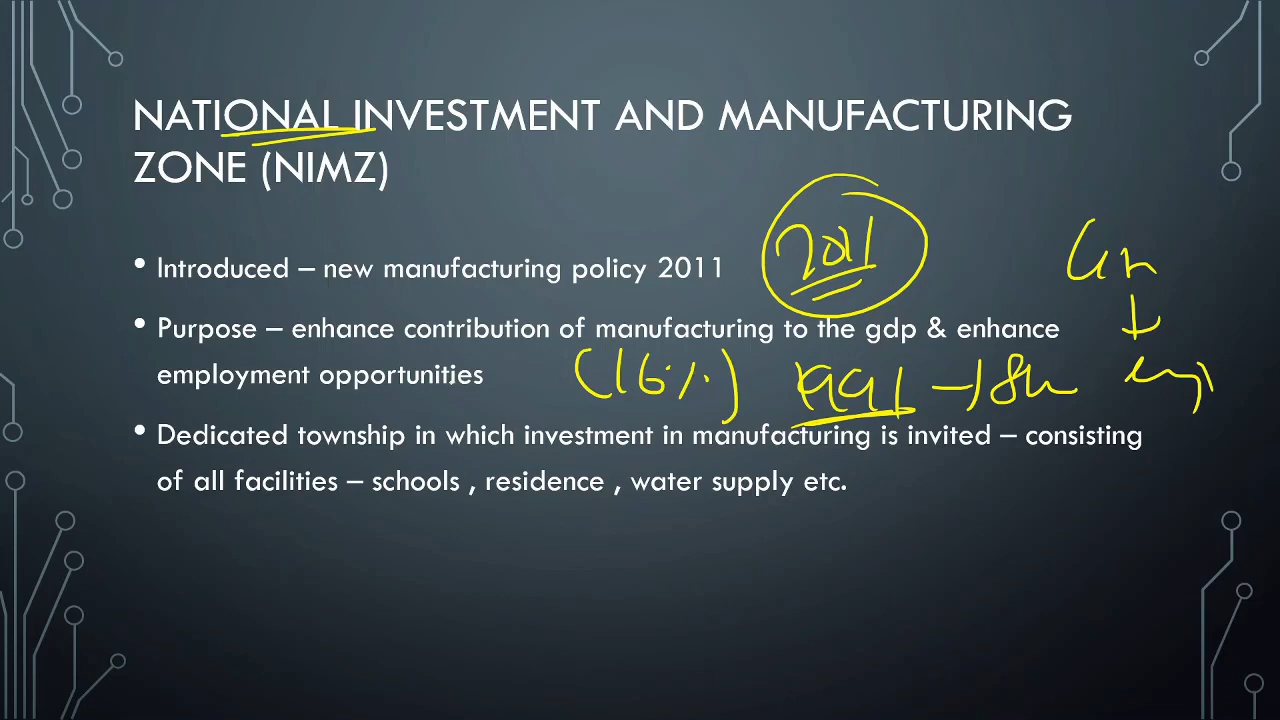 NATIONAL INVESTMENT AND MANUFACTURING
ZONE (NIMZ)
• Introduced – new manufacturing policy 2011
2011
• Purpose – enhance contribution of manufacturing to the gdp & enhance
employment opportunities
(16%) 1991
• Dedicated township in which investment in manufacturing is invited – consisting
of all facilities – schools , residence , water supply etc.